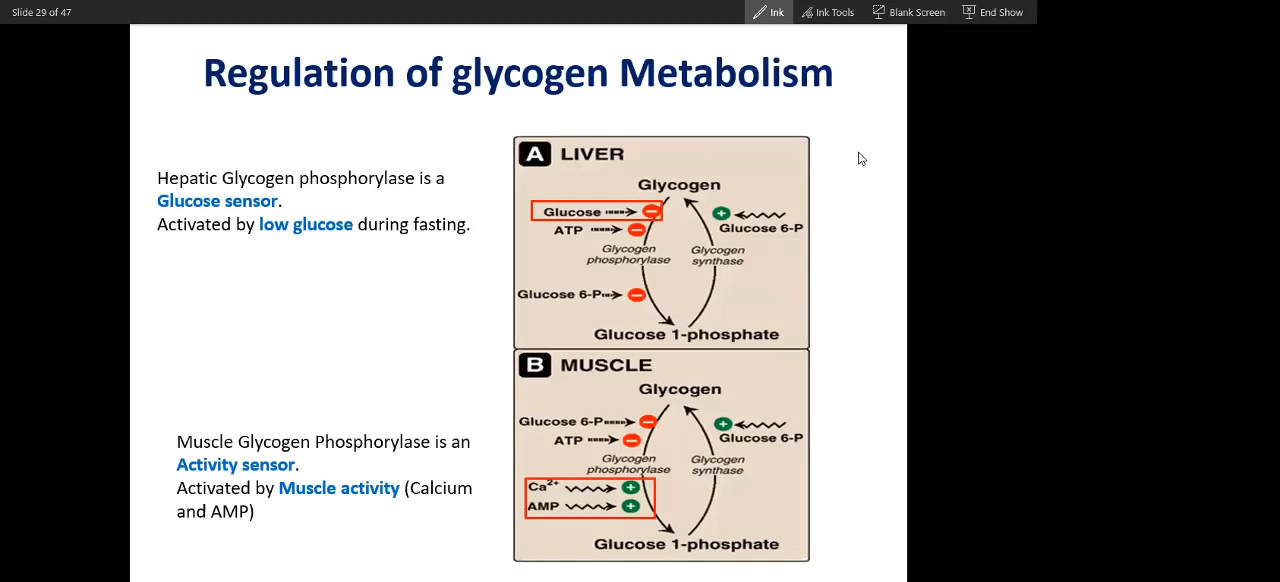 Slide 29 of 47
Ink
Ink Tools
Blank Screen
End Show
Regulation of glycogen Metabolism
Hepatic Glycogen phosphorylase is a
Glucose sensor.
Activated by low glucose during fasting.
A LIVER
Glycogen
Glucose
ATP
Glucose 6-P
Glycogen
phosphorylase
Glycogen
synthase
Glucose 6-P
Glucose 1-phosphate
Muscle Glycogen Phosphorylase is an
Activity sensor.
Activated by Muscle activity (Calcium
and AMP)
B MUSCLE
Glycogen
Glucose 6-P
ATP
Glucose 6-P
Glycogen
phosphorylase
Glycogen
synthase
Ca²⁺
AMP
Glucose 1-phosphate